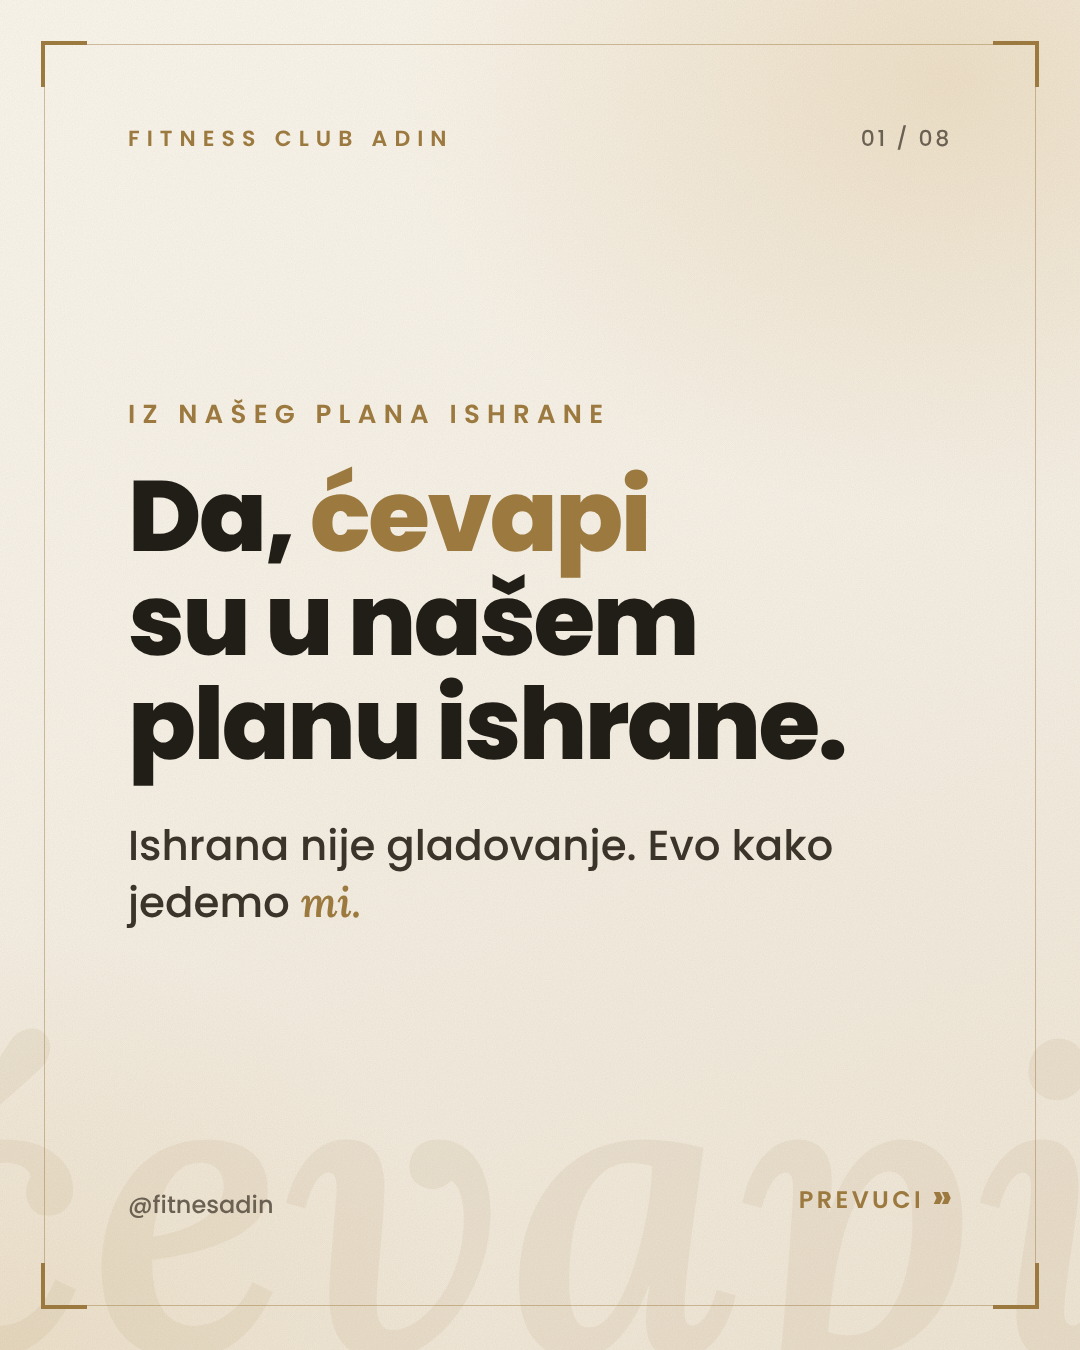 FITNESS CLUB ADIN
01 / 08
IZ NAŠEG PLANA ISHRANE
Da, ćevapi
su u našem
planu ishrane.
Ishrana nije gladovanje. Evo kako
jedemo mi.
ćevapi
@fitnesadin
PREVUCI »